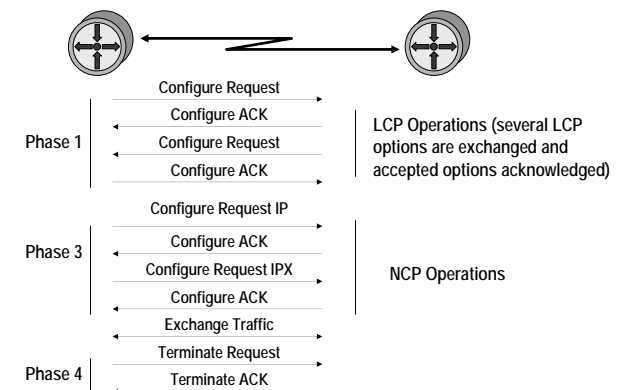 Configure Request
Configure ACK
Phase 1
Configure Request
Configure ACK
LCP Operations (several LCP
options are exchanged and
accepted options acknowledged)
Configure Request IP
Configure ACK
Phase 3
Configure Request IPX
Configure ACK
NCP Operations
Exchange Traffic
Terminate Request
Phase 4
Terminate ACK